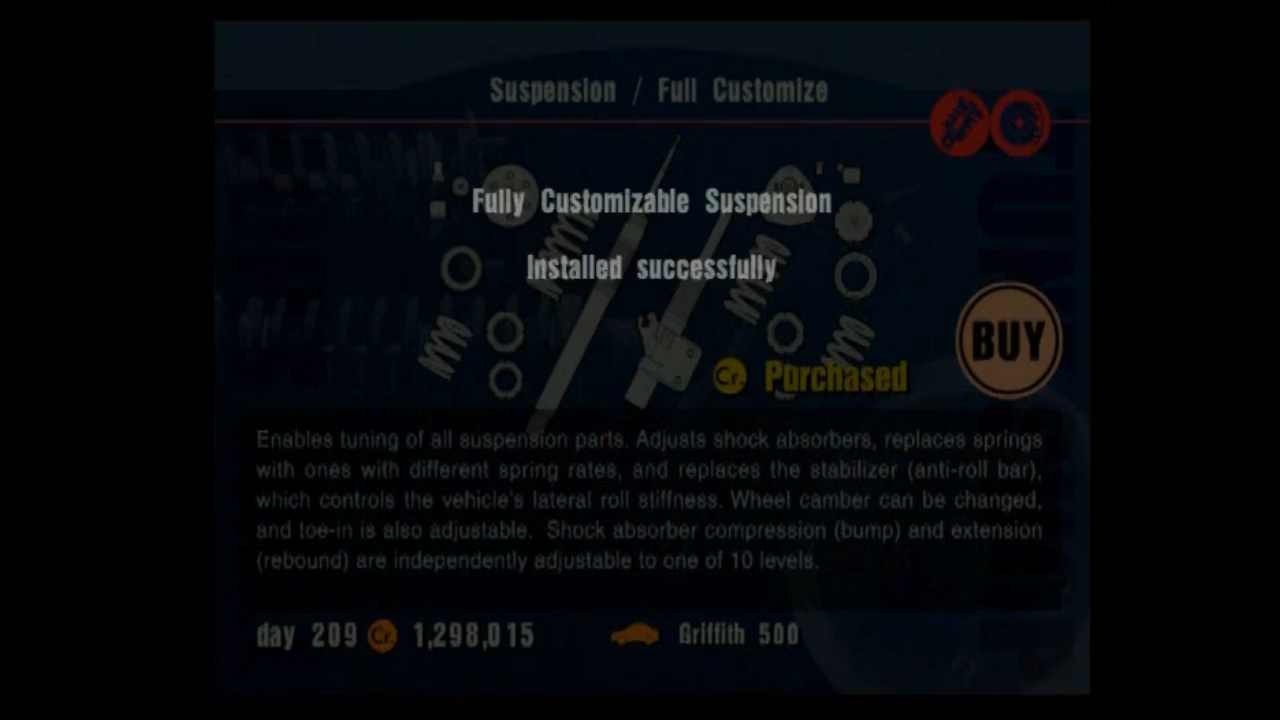 Suspension / Full Customize
Fully Customizable Suspension
Installed successfully
BUY
Cr. Purchased
Enables tuning of all suspension parts. Adjusts shock absorbers, replaces springs
with ones with different spring rates, and replaces the stabilizer (anti-roll bar),
which controls the vehicle's lateral roll stiffness. Wheel camber can be changed,
and toe-in is also adjustable. Shock absorber compression (bump) and extension
(rebound) are independently adjustable to one of 10 levels.
day 209 Cr. 1,298,015 Griffith 500